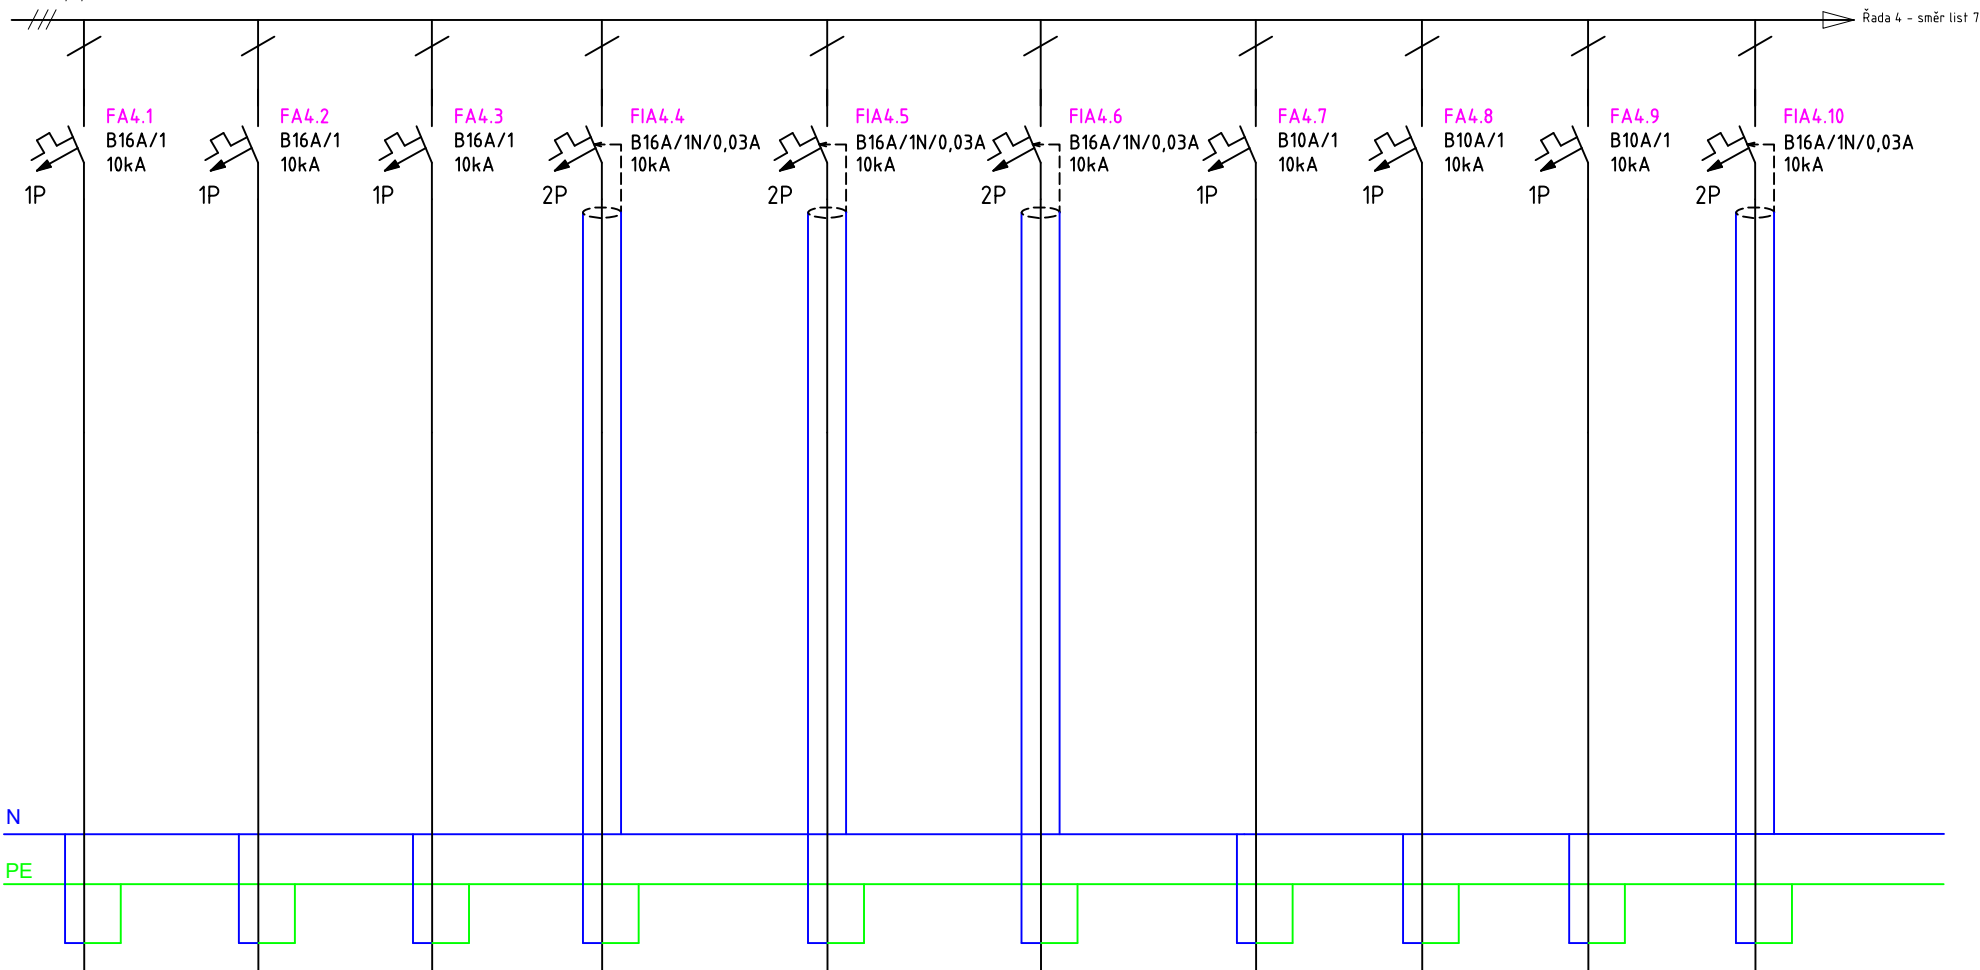 Řada 4 - směr list 7
FA4.1
B16A/1
10kA
1P
FA4.2
B16A/1
10kA
1P
FA4.3
B16A/1
10kA
1P
FIA4.4
B16A/1N/0,03A
10kA
2P
FIA4.5
B16A/1N/0,03A
10kA
2P
FIA4.6
B16A/1N/0,03A
10kA
2P
FA4.7
B10A/1
10kA
1P
FA4.8
B10A/1
10kA
1P
FA4.9
B10A/1
10kA
1P
FIA4.10
B16A/1N/0,03A
10kA
2P
N
PE